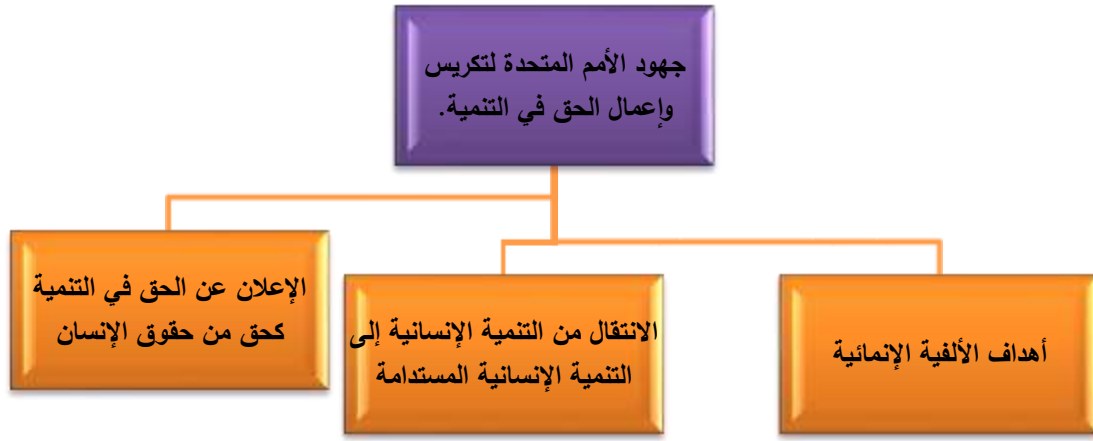 جهود الأمم المتحدة لتكريس
وإعمال الحق في التنمية.
أهداف الألفية الإنمائية
الانتقال من التنمية الإنسانية إلى
التنمية الإنسانية المستدامة
الإعلان عن الحق في التنمية
كحق من حقوق الإنسان